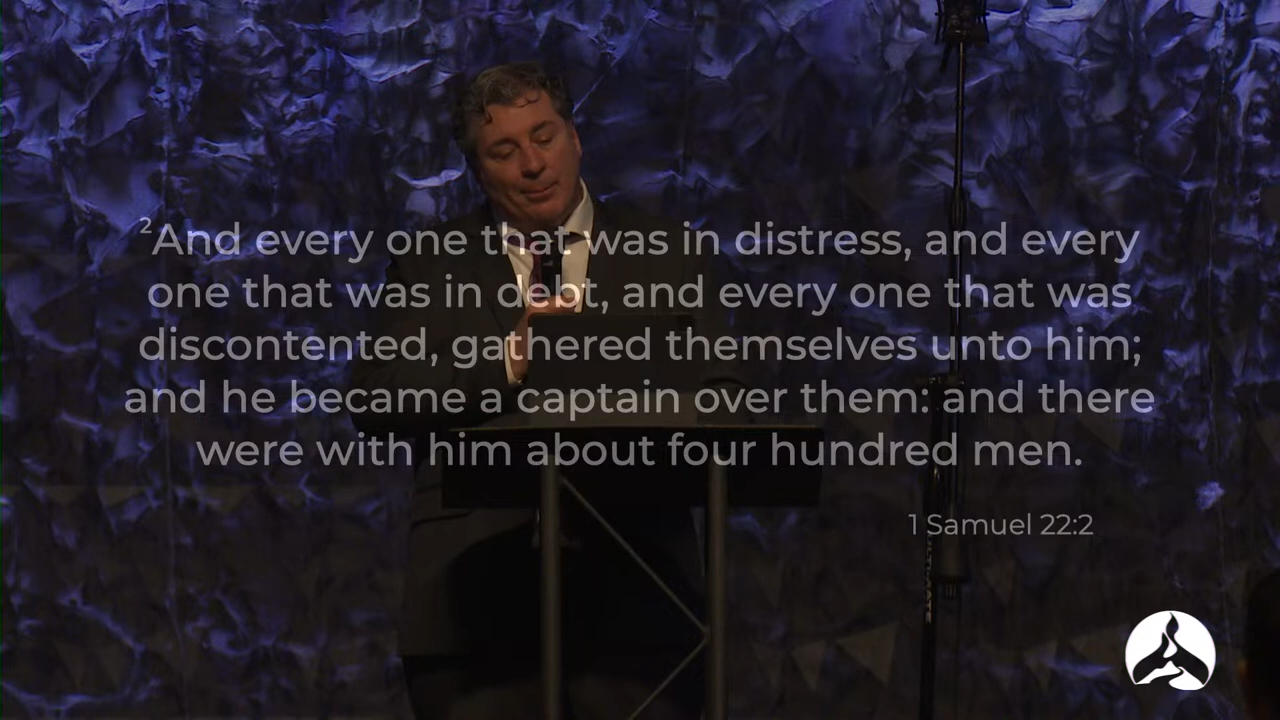 ²And every one that was in distress, and every
one that was in debt, and every one that was
discontented, gathered themselves unto him;
and he became a captain over them: and there
were with him about four hundred men.
1 Samuel 22:2